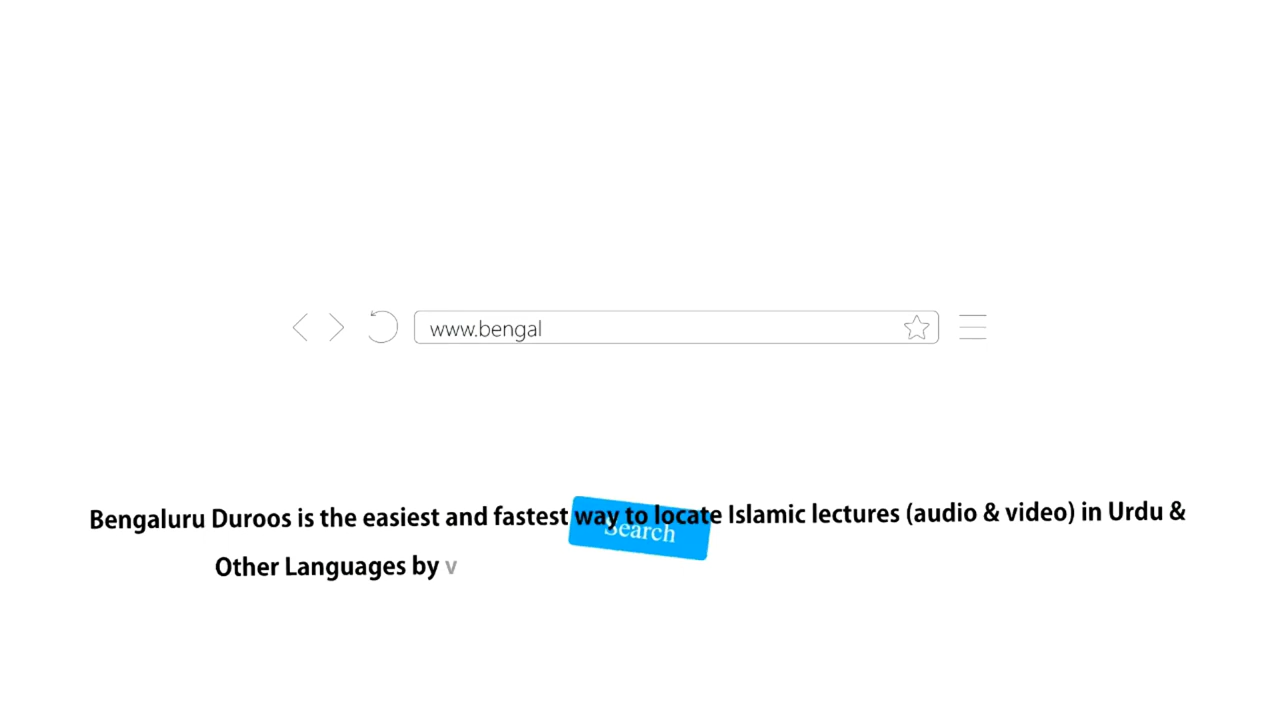 www.bengal
Bengaluru Duroos is the easiest and fastest way to locate Islamic lectures (audio & video) in Urdu &
Search
Other Languages by v